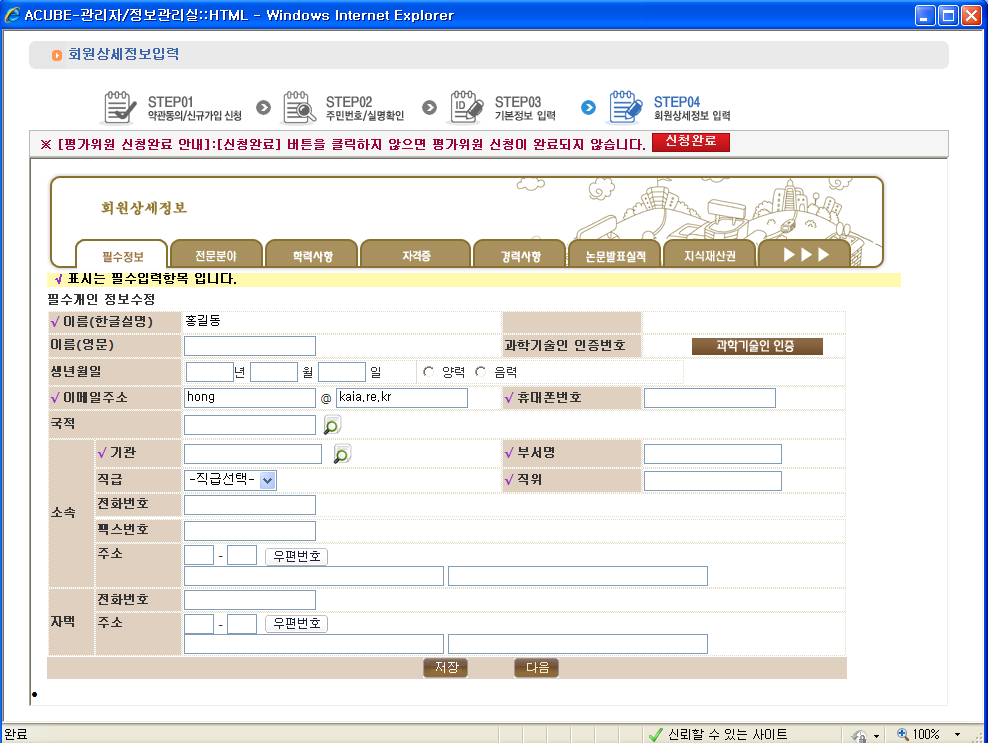 ACUBE-관리자/정보관리실::HTML - Windows Internet Explorer
회원상세정보입력
STEP01
약관동의/신규가입 신청
STEP02
주민번호/실명확인
ID
STEP03
기본정보 입력
STEP04
회원상세정보 입력
※ [평가위원 신청완료 안내]:[신청완료] 버튼을 클릭하지 않으면 평가위원 신청이 완료되지 않습니다. 신청완료
회원상세정보
필수정보 전문분야 학력사항 자격증 경력사항 논문발표실적 지식재산권 ▶▶▶
√ 표시는 필수입력항목 입니다.
필수개인 정보수정
√ 이름(한글실명) 홍길동
이름(영문) 과학기술인 인증번호 과학기술인 인증
생년월일 년 월 일 양력 음력
√ 이메일주소 hong @ kaia.re.kr √ 휴대폰번호
국적
소속
√ 기관 √ 부서명
직급 -직급선택- √ 직위
전화번호
팩스번호
주소 - 우편번호
자택
전화번호
주소 - 우편번호
저장 다음
완료 신뢰할 수 있는 사이트 100%